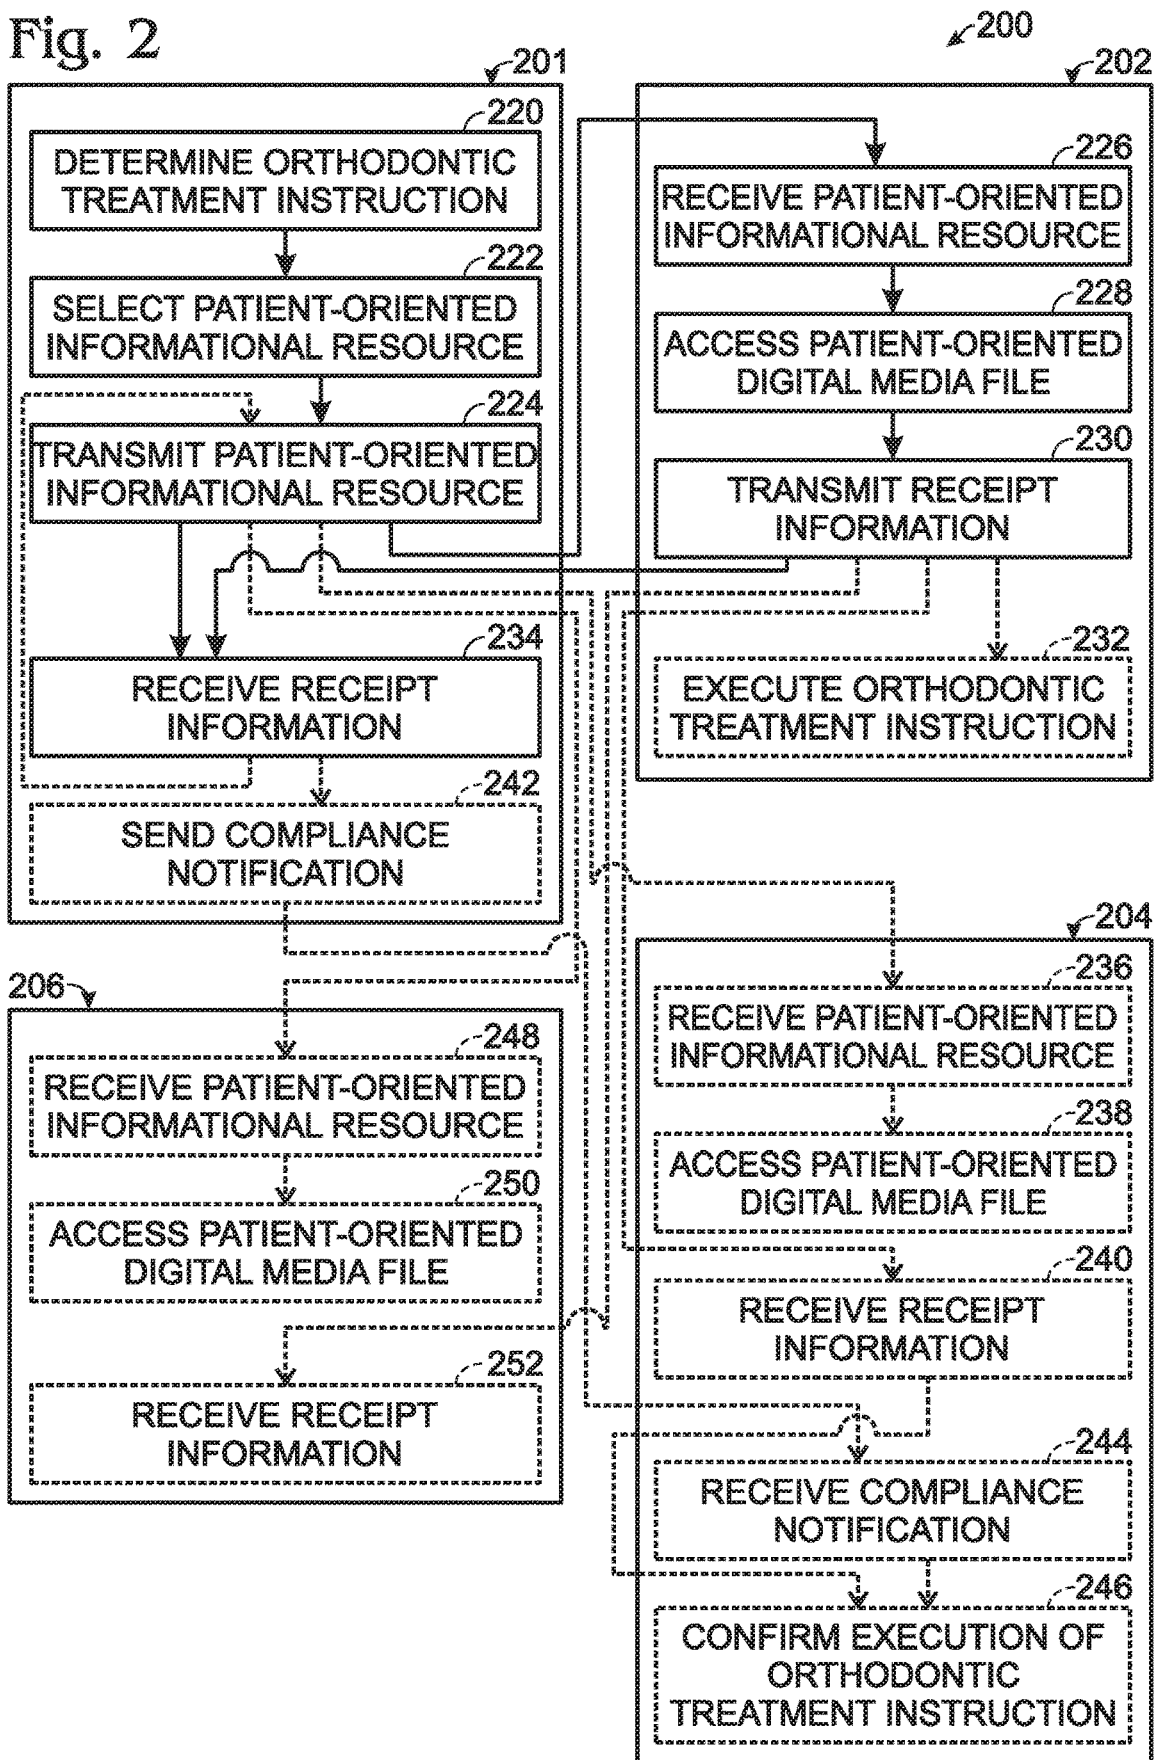 Fig. 2
200
201
220
DETERMINE ORTHODONTIC
TREATMENT INSTRUCTION
222
SELECT PATIENT-ORIENTED
INFORMATIONAL RESOURCE
224
TRANSMIT PATIENT-ORIENTED
INFORMATIONAL RESOURCE
234
RECEIVE RECEIPT
INFORMATION
242
SEND COMPLIANCE
NOTIFICATION
202
226
RECEIVE PATIENT-ORIENTED
INFORMATIONAL RESOURCE
228
ACCESS PATIENT-ORIENTED
DIGITAL MEDIA FILE
230
TRANSMIT RECEIPT
INFORMATION
232
EXECUTE ORTHODONTIC
TREATMENT INSTRUCTION
206
248
RECEIVE PATIENT-ORIENTED
INFORMATIONAL RESOURCE
250
ACCESS PATIENT-ORIENTED
DIGITAL MEDIA FILE
252
RECEIVE RECEIPT
INFORMATION
204
236
RECEIVE PATIENT-ORIENTED
INFORMATIONAL RESOURCE
238
ACCESS PATIENT-ORIENTED
DIGITAL MEDIA FILE
240
RECEIVE RECEIPT
INFORMATION
244
RECEIVE COMPLIANCE
NOTIFICATION
246
CONFIRM EXECUTION OF
ORTHODONTIC
TREATMENT INSTRUCTION